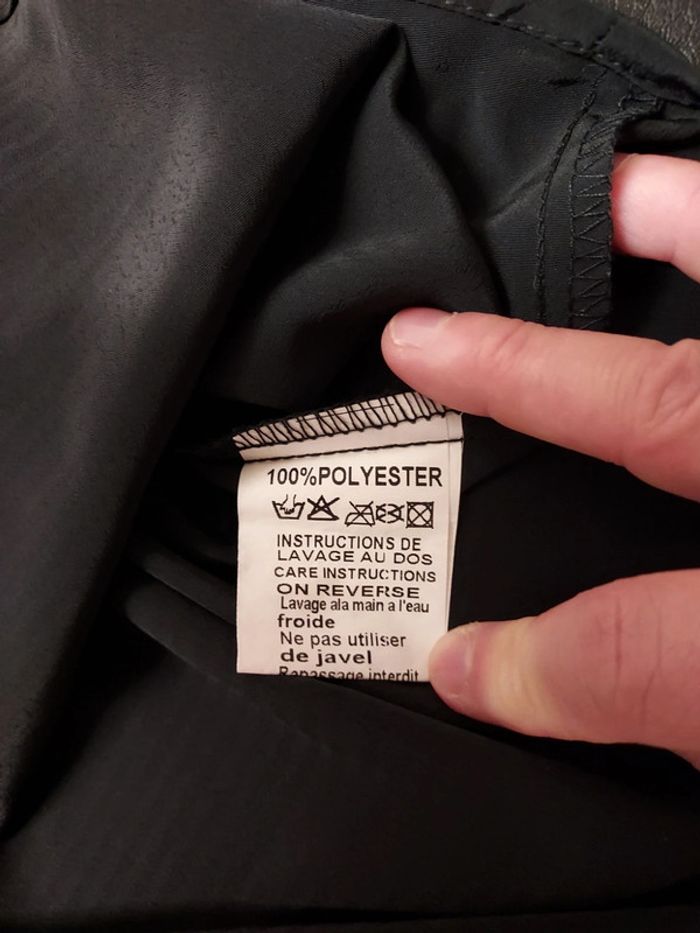 100%POLYESTER
INSTRUCTIONS DE
LAVAGE AU DOS
CARE INSTRUCTIONS
ON REVERSE
Lavage ala main a l'eau
froide
Ne pas utiliser
de javel
Rapassage interdit